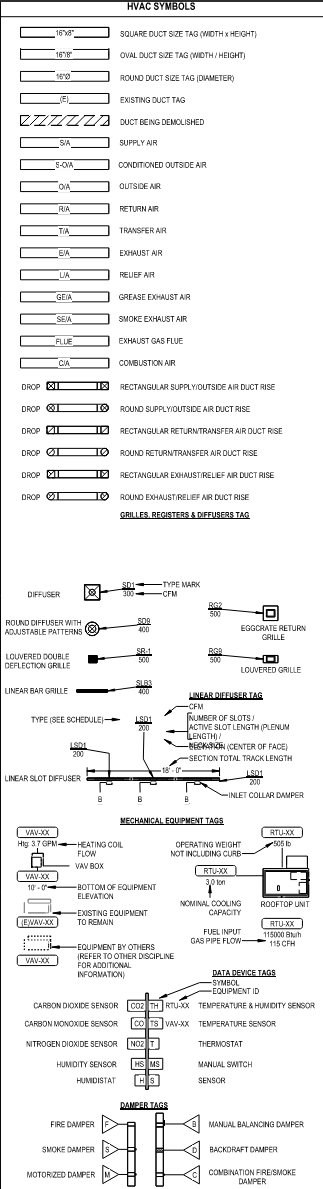 HVAC SYMBOLS
16"x8" SQUARE DUCT SIZE TAG (WIDTH x HEIGHT)
16"/8" OVAL DUCT SIZE TAG (WIDTH / HEIGHT)
16"Ø ROUND DUCT SIZE TAG (DIAMETER)
(E) EXISTING DUCT TAG
DUCT BEING DEMOLISHED
S/A SUPPLY AIR
S-O/A CONDITIONED OUTSIDE AIR
O/A OUTSIDE AIR
R/A RETURN AIR
T/A TRANSFER AIR
E/A EXHAUST AIR
L/A RELIEF AIR
GE/A GREASE EXHAUST AIR
SE/A SMOKE EXHAUST AIR
FLUE EXHAUST GAS FLUE
C/A COMBUSTION AIR
DROP RECTANGULAR SUPPLY/OUTSIDE AIR DUCT RISE
DROP ROUND SUPPLY/OUTSIDE AIR DUCT RISE
DROP RECTANGULAR RETURN/TRANSFER AIR DUCT RISE
DROP ROUND RETURN/TRANSFER AIR DUCT RISE
DROP RECTANGULAR EXHAUST/RELIEF AIR DUCT RISE
DROP ROUND EXHAUST/RELIEF AIR DUCT RISE
GRILLES, REGISTERS & DIFFUSERS TAG
DIFFUSER
SD1 TYPE MARK
300 CFM
ROUND DIFFUSER WITH
ADJUSTABLE PATTERNS
SD9
400
RG2
500
EGGCRATE RETURN
GRILLE
LOUVERED DOUBLE
DEFLECTION GRILLE
SR-1
500
RG9
500
LOUVERED GRILLE
LINEAR BAR GRILLE
SLB3
400
LINEAR DIFFUSER TAG
CFM
TYPE (SEE SCHEDULE)
LSD1
200
NUMBER OF SLOTS /
ACTIVE SLOT LENGTH (PLENUM
LENGTH) /
NECK SIZE
ELEVATION (CENTER OF FACE)
SECTION TOTAL TRACK LENGTH
LSD1
200
18' - 0"
LINEAR SLOT DIFFUSER
LSD1
200
INLET COLLAR DAMPER
B B B
MECHANICAL EQUIPMENT TAGS
VAV-XX
Htg: 3.7 GPM
HEATING COIL
FLOW
VAV BOX
VAV-XX
10' - 0"
BOTTOM OF EQUIPMENT
ELEVATION
(E)VAV-XX
EXISTING EQUIPMENT
TO REMAIN
VAV-XX
EQUIPMENT BY OTHERS
(REFER TO OTHER DISCIPLINE
FOR ADDITIONAL
INFORMATION)
OPERATING WEIGHT
NOT INCLUDING CURB
RTU-XX
505 lb
RTU-XX
3.0 ton
NOMINAL COOLING
CAPACITY
ROOFTOP UNIT
FUEL INPUT
GAS PIPE FLOW
RTU-XX
115000 Btu/h
115 CFH
DATA DEVICE TAGS
SYMBOL
EQUIPMENT ID
CARBON DIOXIDE SENSOR CO2 TH RTU-XX TEMPERATURE & HUMIDITY SENSOR
CARBON MONOXIDE SENSOR CO TS VAV-XX TEMPERATURE SENSOR
NITROGEN DIOXIDE SENSOR NO2 T THERMOSTAT
HUMIDITY SENSOR HS MS MANUAL SWITCH
HUMIDISTAT H S SENSOR
DAMPER TAGS
FIRE DAMPER F B MANUAL BALANCING DAMPER
SMOKE DAMPER S D BACKDRAFT DAMPER
MOTORIZED DAMPER M C COMBINATION FIRE/SMOKE
DAMPER